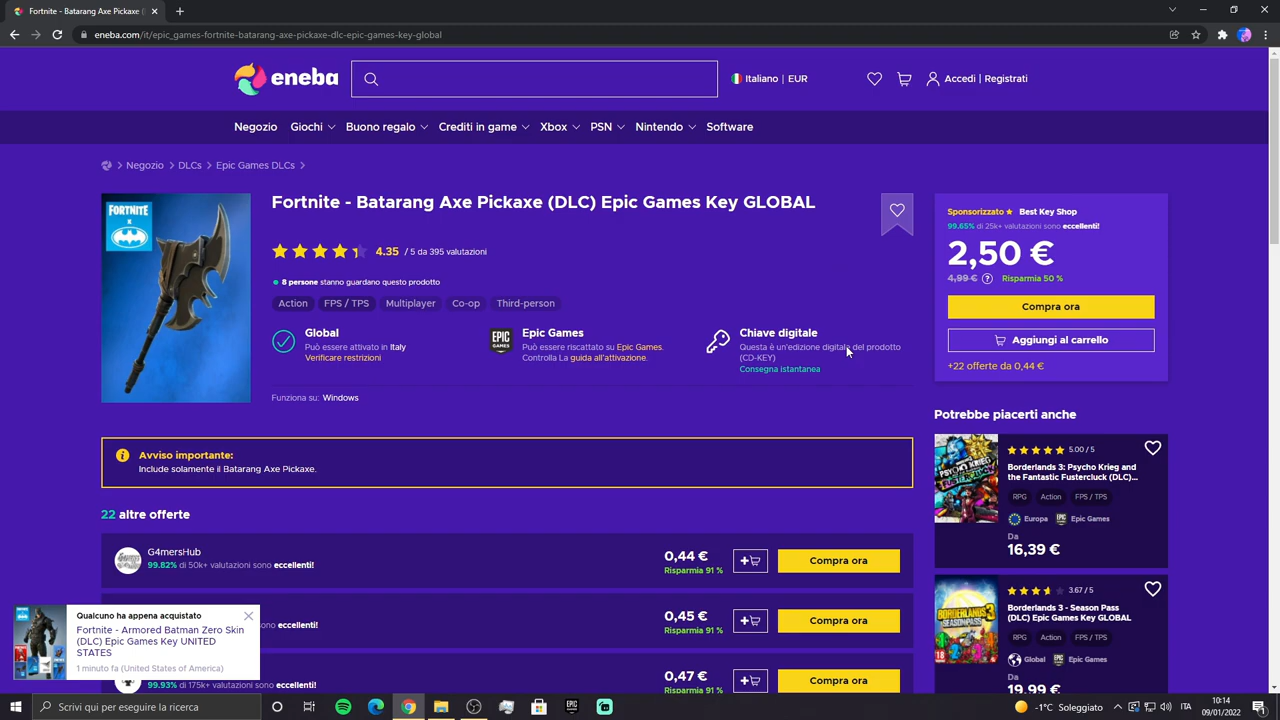 Fortnite - Batarang Axe Pickaxe
eneba.com/it/epic_games-fortnite-batarang-axe-pickaxe-dlc-epic-games-key-global
eneba
Italiano | EUR
Accedi | Registrati
Negozio Giochi Buono regalo Crediti in game Xbox PSN Nintendo Software
Negozio DLCs Epic Games DLCs
FORTNITE
X
Fortnite - Batarang Axe Pickaxe (DLC) Epic Games Key GLOBAL
4.35 / 5 da 395 valutazioni
8 persone stanno guardando questo prodotto
Action FPS / TPS Multiplayer Co-op Third-person
Global
Può essere attivato in Italy
Verificare restrizioni
EPIC
GAMES
Epic Games
Può essere riscattato su Epic Games.
Controlla La guida all'attivazione.
Chiave digitale
Questa è un'edizione digitale del prodotto
(CD-KEY)
Consegna istantanea
Funziona su: Windows
Sponsorizzato Best Key Shop
99.65% di 25k+ valutazioni sono eccellenti!
2,50 €
4,99 € ? Risparmia 50 %
Compra ora
Aggiungi al carrello
+22 offerte da 0,44 €
Avviso importante:
Include solamente il Batarang Axe Pickaxe.
22 altre offerte
G4mersHub
99.82% di 50k+ valutazioni sono eccellenti!
0,44 €
Risparmia 91 %
Compra ora
sono eccellenti!
0,45 €
Risparmia 91 %
Compra ora
99.93% di 175k+ valutazioni sono eccellenti!
0,47 €
Risparmia 91 %
Compra ora
Potrebbe piacerti anche
PSYCHO KRIEG
5.00 / 5
Borderlands 3: Psycho Krieg and
the Fantastic Fustercluck (DLC)...
RPG Action FPS / TPS
Europa Epic Games
Da
16,39 €
BORDERLANDS 3
SEASON PASS
18
3.67 / 5
Borderlands 3 - Season Pass
(DLC) Epic Games Key GLOBAL
RPG Action FPS / TPS
Global Epic Games
Da
19,99 €
Qualcuno ha appena acquistato
Fortnite - Armored Batman Zero Skin
(DLC) Epic Games Key UNITED
STATES
1 minuto fa (United States of America)
Scrivi qui per eseguire la ricerca
-1°C Soleggiato
ITA
10:14
09/01/2022